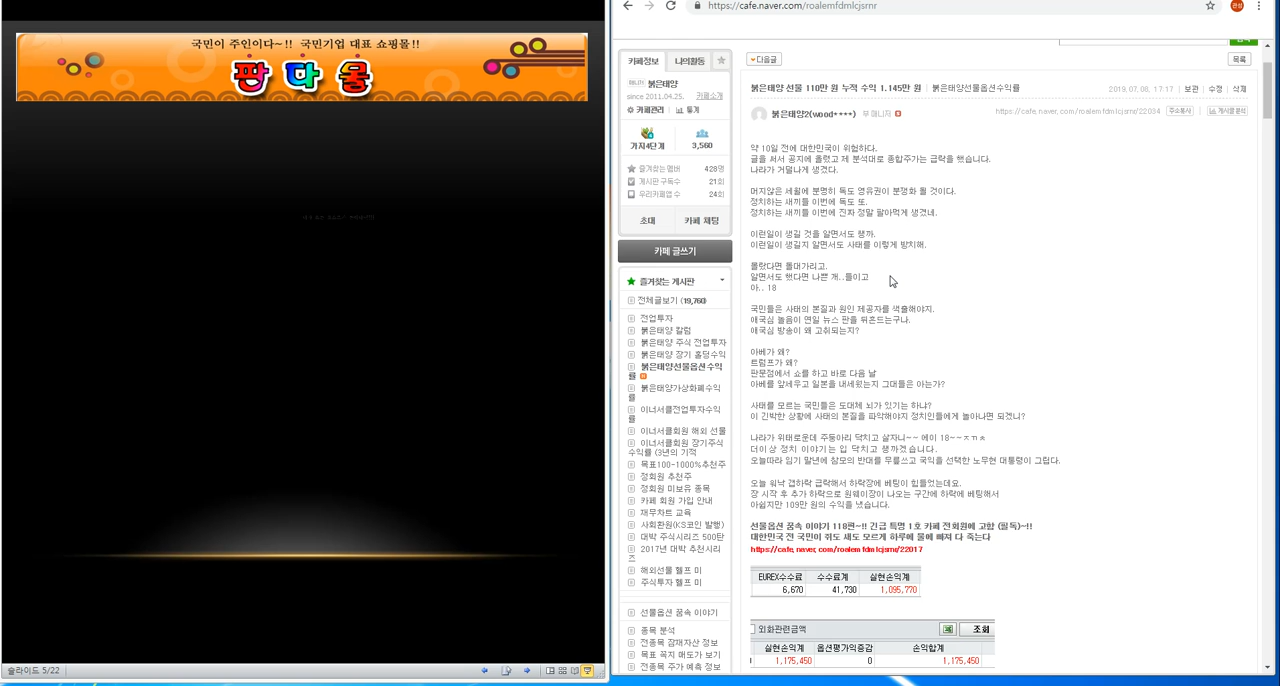 국민이 주인이다~!! 국민기업 대표 쇼핑몰!!
판다몰
슬라이드 5/22
https://cafe.naver.com/roalemfdmlcjsrnr
카페정보 나의활동
매니저 붉은태양
since 2011.04.25. 카페소개
카페관리 통계
가지4단계 3,560
즐겨찾는 멤버 428명
게시판 구독수 21회
우리카페앱 수 24회
초대 카페 채팅
카페 글쓰기
즐겨찾는 게시판
전체글보기 (19,760)
전업투자
붉은태양 칼럼
붉은태양 주식 전업투자
붉은태양 장기 홀딩수익
붉은태양선물옵션수익
률
붉은태양가상화폐수익
률
이너서클전업투자수익
률
이너서클회원 해외 선물
이너서클회원 장기주식
수익률 (3년의 기적
목표100-1000%추천주
정회원 추천주
정회원 미보유 종목
카페 회원 가입 안내
재무차트 교육
사회환원(KS코인 발행)
대박 주식시리즈 500탄
2017년 대박 추천시리
즈
해외선물 헬프 미
주식투자 헬프 미
선물옵션 꿈속 이야기
종목 분석
전종목 잠재자산 정보
목표 꼭지 매도가 보기
전종목 주가 예측 정보
다음글 목록
붉은태양 선물 110만 원 누적 수익 1.145만 원 | 붉은태양선물옵션수익률
2019.07.08. 17:17 | 보관 | 수정 | 삭제
붉은태양2(wood****) 부매니저
https://cafe.naver.com/roalemfdmlcjsrnr/22034 주소복사 | 게시글 분석
약 10일 전에 대한민국이 위험하다.
글을 써서 공지에 올렸고 제 분석대로 종합주가는 급락을 했습니다.
나라가 거덜나게 생겼다.
머지않은 세월에 분명히 독도 영유권이 분쟁화 될 것이다.
정치하는 새끼들 이번에 독도 또.
정치하는 새끼들 이번에 진짜 정말 팔아먹게 생겼네.
이런일이 생길 것을 알면서도 왜까.
이런일이 생길지 알면서도 사태를 이렇게 방치해.
몰랐다면 돌대가리고.
알면서도 했다면 나쁜 개..들이고
아.. 18
국민들은 사태의 본질과 원인 제공자를 색출해야지.
애국심 놀음이 연일 뉴스 판을 뒤흔드는구나.
애국심 방송이 왜 고취되는지?
아베가 왜?
트럼프가 왜?
판문점에서 쇼를 하고 바로 다음 날
아베를 앞세우고 일본을 내세웠는지 그대들은 아는가?
사태를 모르는 국민들은 도대체 뇌가 있기는 하냐?
이 긴박한 상황에 사태의 본질을 파악해야지 정치인들에게 놀아나면 되겠니?
나라가 위태로운데 주둥아리 닥치고 살자니~~ 에이 18~~ㅈㄲㅊ
더이상 정치 이야기는 입 닥치고 생까겠습니다.
오늘따라 임기 말년에 참모의 반대를 무릅쓰고 국익을 선택한 노무현 대통령이 그립다.
오늘 워낙 갭하락 급락해서 하락장에 베팅이 힘들었는데요.
장 시작 후 추가 하락으로 원웨이장이 나오는 구간에 하락에 베팅해서
아쉽지만 109만 원의 수익을 냈습니다.
선물옵션 꿈속 이야기 118편~!! 긴급 특명 1호 카페 전회원에 고함 (필독)~!!
대한민국 전 국민이 쥐도 새도 모르게 하루에 물에 빠져 다 죽는다
https://cafe.naver.com/roalemfdmlcjsrnr/22017
EUREX수수료 수수료계 실현손익계
6,670 41,730 1,095,770
외화관련금액 조회
실현손익계 옵션평가익증감 손익합계
1,175,450 0 1,175,450